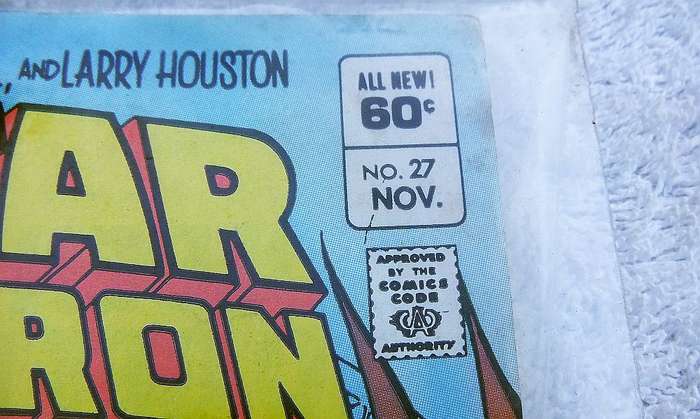 , AND LARRY HOUSTON
ALL NEW!
60¢
NO. 27
NOV.
AR
RON
APPROVED
BY THE
COMICS
CODE
CA
AUTHORITY